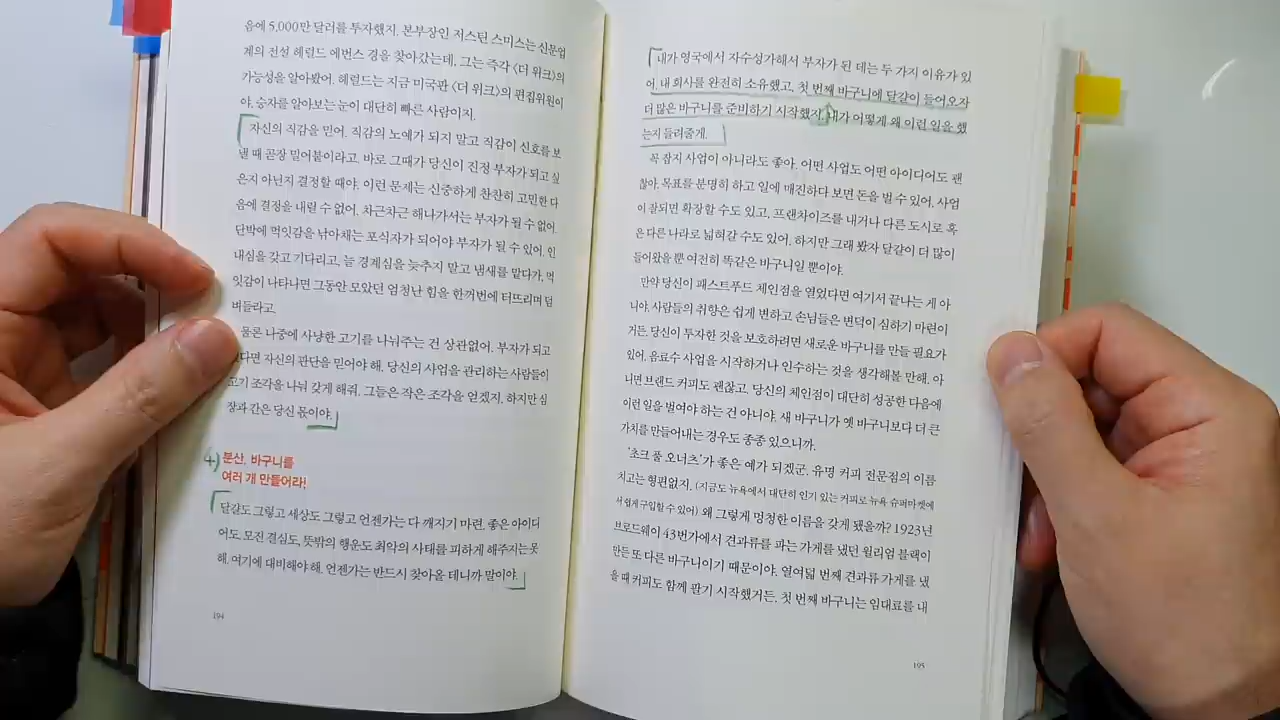 음에 5,000만 달러를 투자했지. 본부장인 저스틴 스미스는 신문업
계의 전설 헤럴드 에번스 경을 찾아갔는데, 그는 즉각 〈더 위크〉의
가능성을 알아봤어. 헤럴드는 지금 미국판 〈더 위크〉의 편집위원이
야. 승자를 알아보는 눈이 대단히 빠른 사람이지.
자신의 직감을 믿어. 직감의 노예가 되지 말고 직감이 신호를 보
낼 때 곧장 밀어붙이라고. 바로 그때가 당신이 진정 부자가 되고 싶
은지 아닌지 결정할 때야. 이런 문제는 신중하게 찬찬히 고민한 다
음에 결정을 내릴 수 없어. 차근차근 해나가서는 부자가 될 수 없어.
단박에 먹잇감을 낚아채는 포식자가 되어야 부자가 될 수 있어. 인
내심을 갖고 기다리고, 늘 경계심을 늦추지 말고 냄새를 맡다가, 먹
잇감이 나타나면 그동안 모았던 엄청난 힘을 한꺼번에 터뜨리며 덤
벼들라고.
물론 나중에 사냥한 고기를 나눠주는 건 상관없어. 부자가 되고
다면 자신의 판단을 믿어야 해. 당신의 사업을 관리하는 사람들이
고기 조각을 나눠 갖게 해줘. 그들은 작은 조각을 얻겠지. 하지만 심
장과 간은 당신 몫이야.
4) 분산, 바구니를
여러 개 만들어라!
달걀도 그렇고 세상도 그렇고 언젠가는 다 깨지기 마련. 좋은 아이디
어도, 모진 결심도, 뜻밖의 행운도 최악의 사태를 피하게 해주지는 못
해. 여기에 대비해야 해. 언젠가는 반드시 찾아올 테니까 말이야.
194
내가 영국에서 자수성가해서 부자가 된 데는 두 가지 이유가 있
어. 내 회사를 완전히 소유했고, 첫 번째 바구니에 달걀이 들어오자
더 많은 바구니를 준비하기 시작했지. 내가 어떻게 왜 이런 일을 했
는지 들려줄게.
꼭 잡지 사업이 아니라도 좋아. 어떤 사업도 어떤 아이디어도 괜
찮아. 목표를 분명히 하고 일에 매진하다 보면 돈을 벌 수 있어. 사업
이 잘되면 확장할 수도 있고, 프랜차이즈를 내거나 다른 도시로 혹
은 다른 나라로 넓혀갈 수도 있어. 하지만 그래 봤자 달걀이 더 많이
들어왔을 뿐 여전히 똑같은 바구니일 뿐이야.
만약 당신이 패스트푸드 체인점을 열었다면 여기서 끝나는 게 아
니야. 사람들의 취향은 쉽게 변하고 손님들은 변덕이 심하기 마련이
거든. 당신이 투자한 것을 보호하려면 새로운 바구니를 만들 필요가
있어. 음료수 사업을 시작하거나 인수하는 것을 생각해볼 만해. 아
니면 브랜드 커피도 괜찮고. 당신의 체인점이 대단히 성공한 다음에
이런 일을 벌여야 하는 건 아니야. 새 바구니가 옛 바구니보다 더 큰
가치를 만들어내는 경우도 종종 있으니까.
'초크 풀 오너츠'가 좋은 예가 되겠군. 유명 커피 전문점의 이름
치고는 형편없지. (지금도 뉴욕에서 대단히 인기 있는 커피로 뉴욕 슈퍼마켓에
서 쉽게 구입할 수 있어) 왜 그렇게 멍청한 이름을 갖게 됐을까? 1923년
브로드웨이 43번가에서 견과류를 파는 가게를 냈던 윌리엄 블랙이
만든 또 다른 바구니이기 때문이야. 열여덟 번째 견과류 가게를 냈
을 때 커피도 함께 팔기 시작했거든. 첫 번째 바구니는 임대료를 내
195